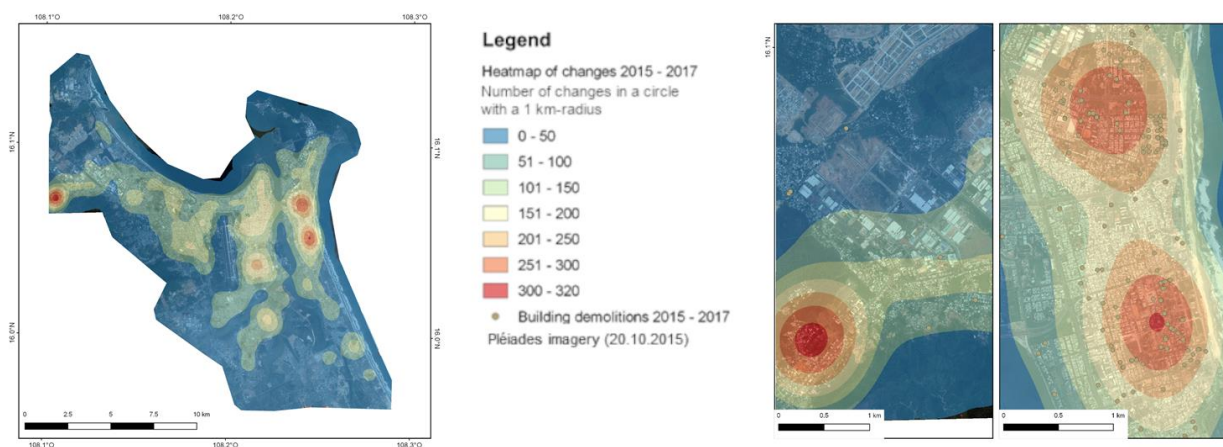 108.1°O
108.2°O
108.3°O
16.1°N
16.1°N
16.0°N
16.0°N
0 2.5 5 7.5 10 km
108.1°O
108.2°O
108.3°O
Legend
Heatmap of changes 2015 - 2017
Number of changes in a circle
with a 1 km-radius
0 - 50
51 - 100
101 - 150
151 - 200
201 - 250
251 - 300
300 - 320
Building demolitions 2015 - 2017
Pléiades imagery (20.10.2015)
16.1°N
0 0.5 1 km
0 0.5 1 km